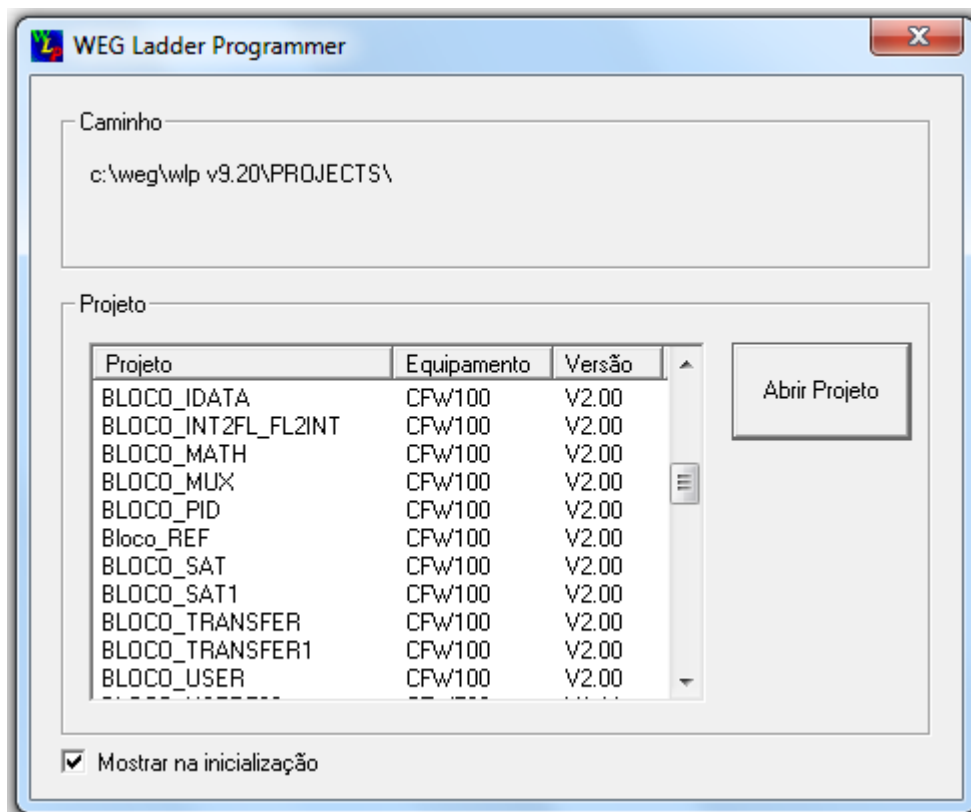 WEG Ladder Programmer
Caminho
c:\weg\wlp v9.20\PROJECTS\
Projeto
Projeto Equipamento Versão
BLOCO_IDATA CFW100 V2.00
BLOCO_INT2FL_FL2INT CFW100 V2.00
BLOCO_MATH CFW100 V2.00
BLOCO_MUX CFW100 V2.00
BLOCO_PID CFW100 V2.00
Bloco_REF CFW100 V2.00
BLOCO_SAT CFW100 V2.00
BLOCO_SAT1 CFW100 V2.00
BLOCO_TRANSFER CFW100 V2.00
BLOCO_TRANSFER1 CFW100 V2.00
BLOCO_USER CFW100 V2.00
Abrir Projeto
Mostrar na inicialização